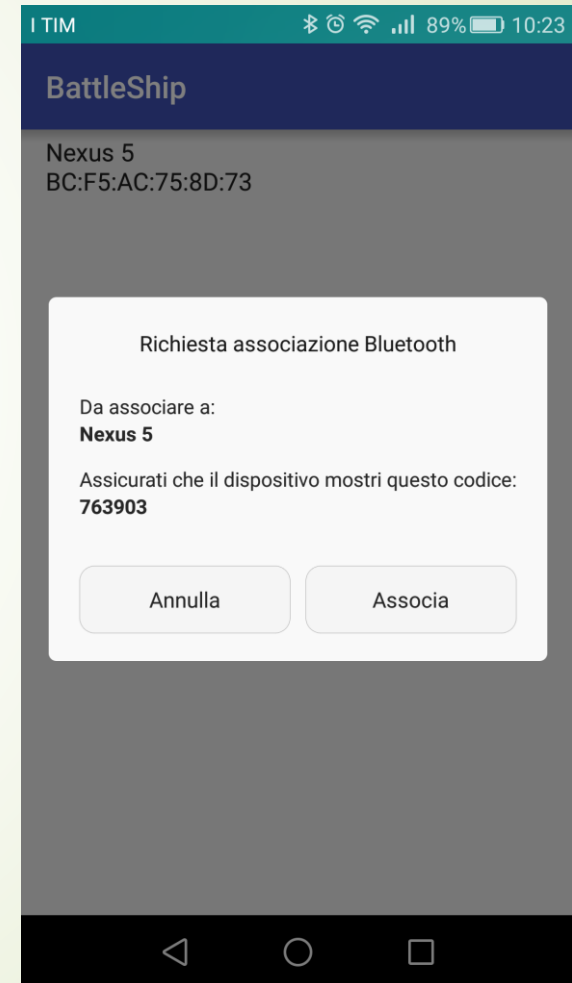 I TIM 89% 10:23
BattleShip
Nexus 5
BC:F5:AC:75:8D:73
Richiesta associazione Bluetooth
Da associare a:
Nexus 5
Assicurati che il dispositivo mostri questo codice:
763903
Annulla Associa